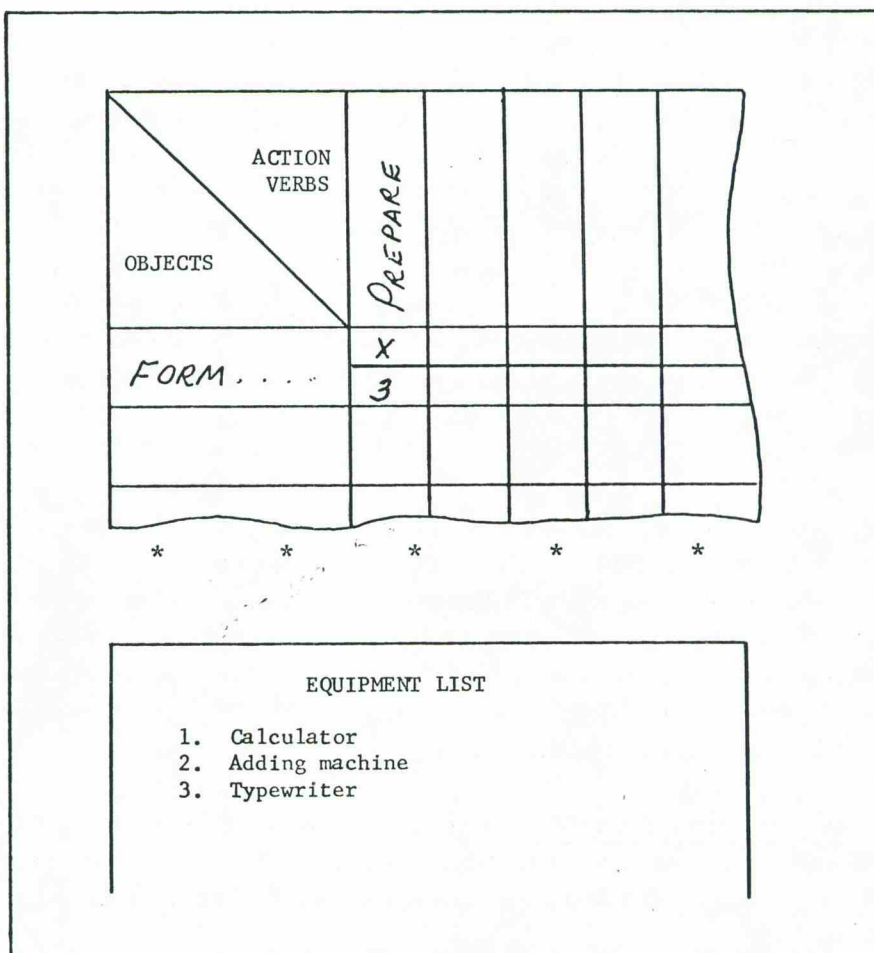 ACTION
VERBS
PREPARE
OBJECTS
X
FORM ....
3
* * * * *
EQUIPMENT LIST
1. Calculator
2. Adding machine
3. Typewriter